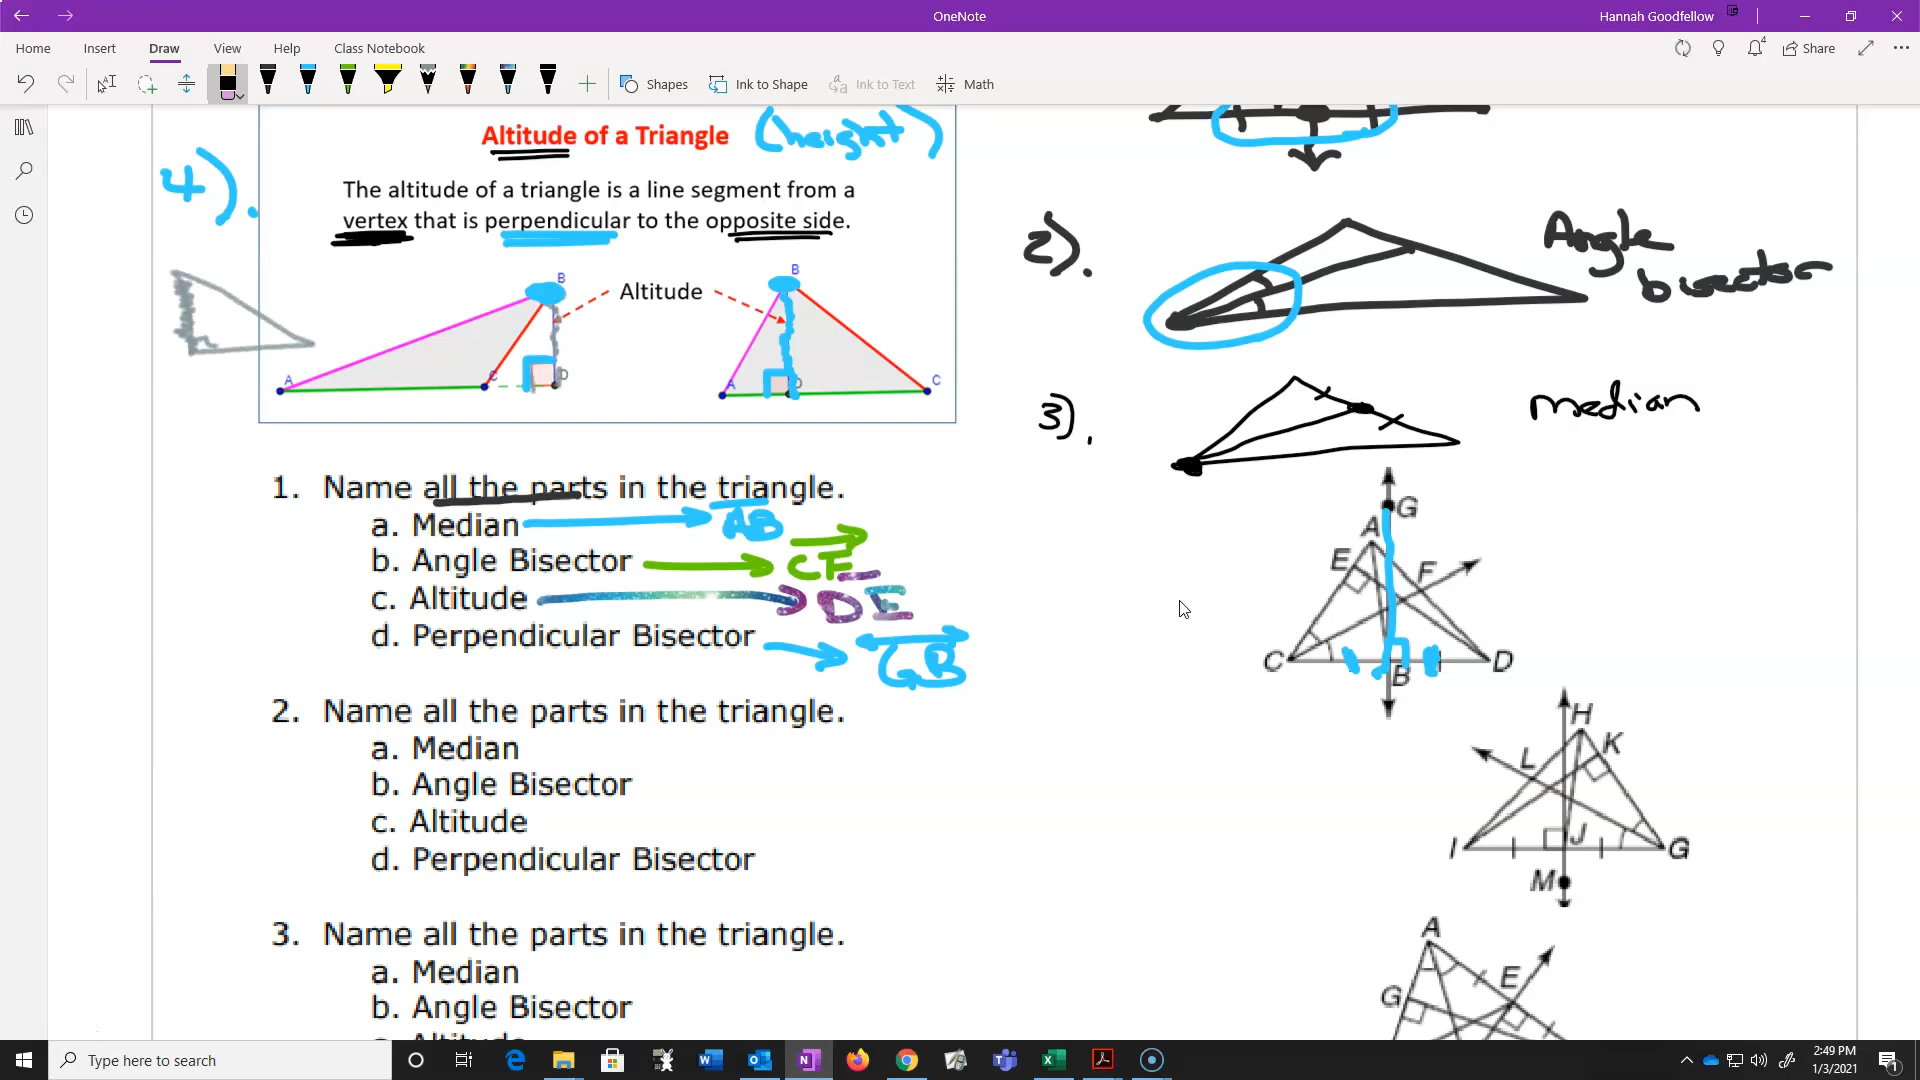 OneNote
Hannah Goodfellow
Home Insert Draw View Help Class Notebook
4 Share
Shapes Ink to Shape Ink to Text Math
Altitude of a Triangle (height)
4).
The altitude of a triangle is a line segment from a
vertex that is perpendicular to the opposite side.
B Altitude B
A C D
A D C
2). Angle
bisector
3). median
1. Name all the parts in the triangle.
a. Median AB
b. Angle Bisector CF
c. Altitude DE
d. Perpendicular Bisector GB
G
A
E F
C B D
2. Name all the parts in the triangle.
a. Median
b. Angle Bisector
c. Altitude
d. Perpendicular Bisector
H
L K
I J G
M
3. Name all the parts in the triangle.
a. Median
b. Angle Bisector
A
G E
Type here to search
2:49 PM
1/3/2021
1